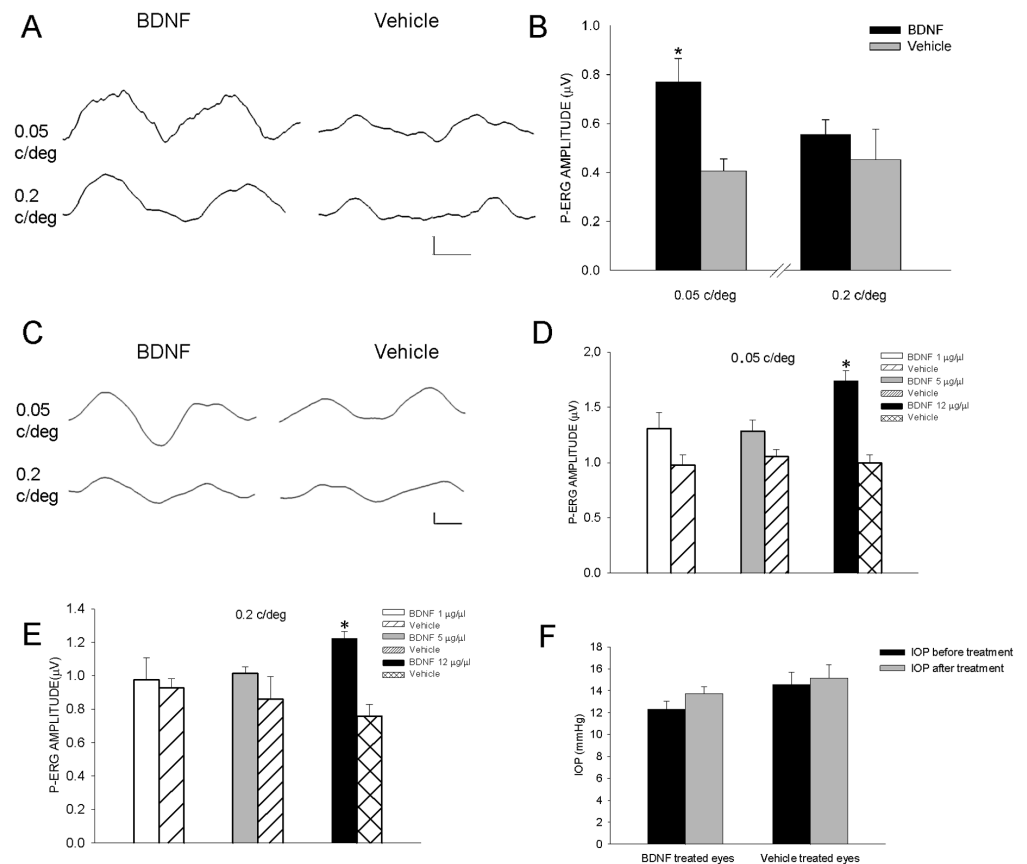 A
BDNF
Vehicle
0.05
c/deg
0.2
c/deg
B
BDNF
Vehicle
*
P-ERG AMPLITUDE (μV)
1.0
0.8
0.6
0.4
0.2
0.0
0.05 c/deg
0.2 c/deg
C
BDNF
Vehicle
0.05
c/deg
0.2
c/deg
D
0.05 c/deg
BDNF 1 μg/μl
Vehicle
BDNF 5 μg/μl
Vehicle
BDNF 12 μg/μl
Vehicle
*
P-ERG AMPLITUDE (μV)
2.0
1.5
1.0
0.5
0.0
E
0.2 c/deg
BDNF 1 μg/μl
Vehicle
BDNF 5 μg/μl
Vehicle
BDNF 12 μg/μl
Vehicle
*
P-ERG AMPLITUDE(μV)
1.4
1.2
1.0
0.8
0.6
0.4
0.2
0.0
F
IOP before treatment
IOP after treatment
IOP (mmHg)
18
16
14
12
10
8
6
4
2
0
BDNF treated eyes
Vehicle treated eyes